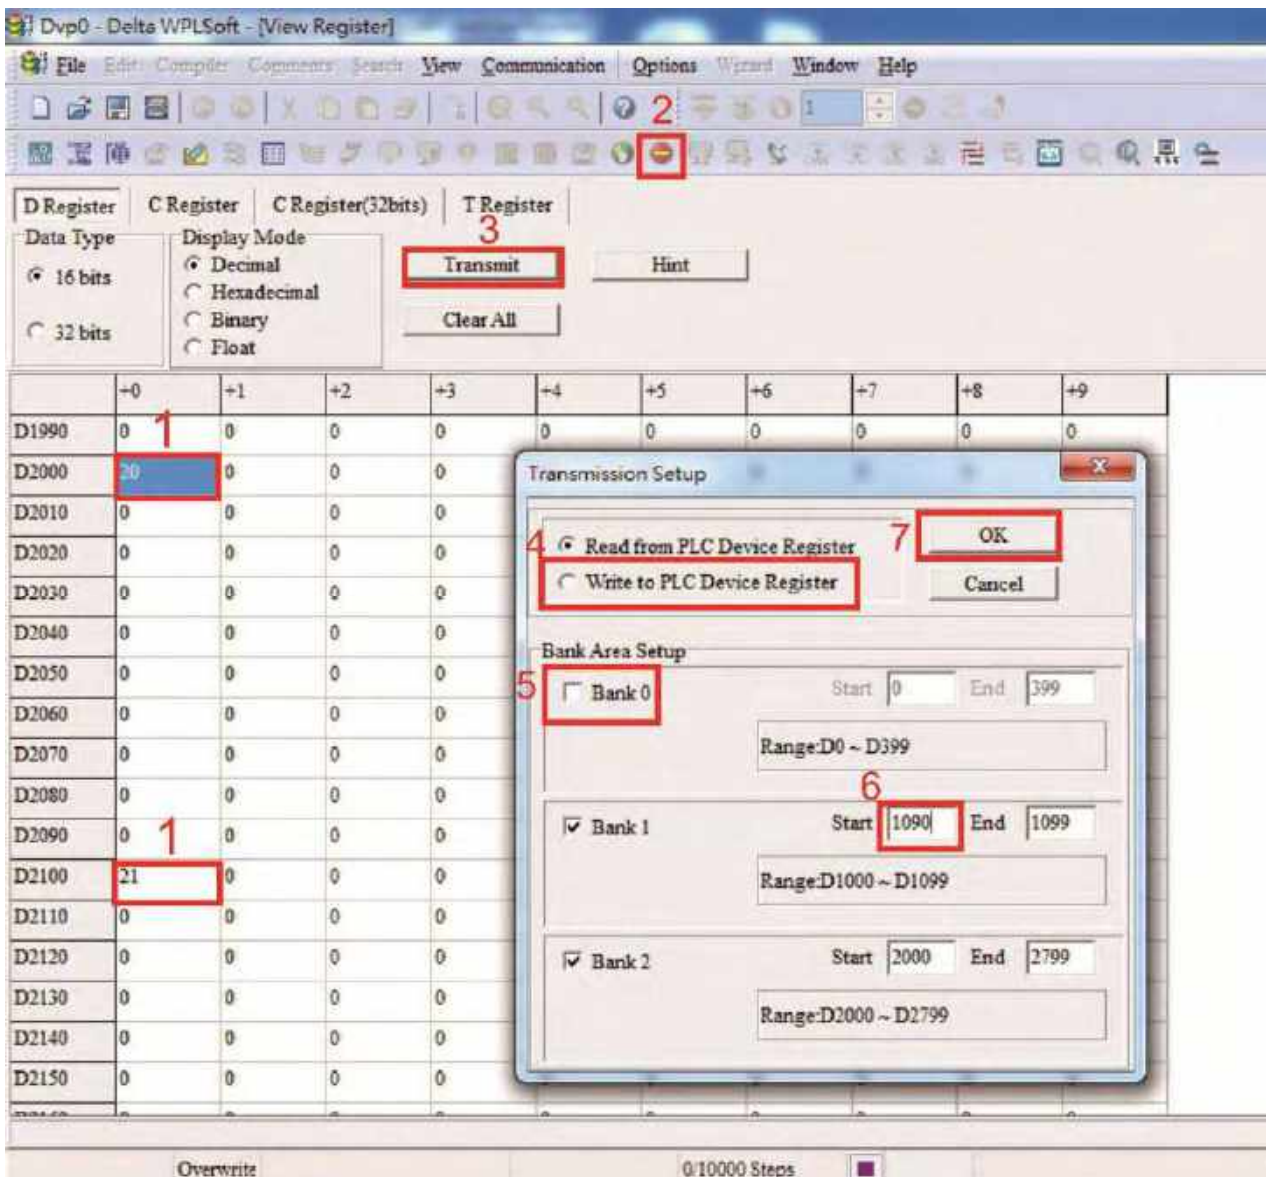 Dvp0 - Delta WPLSoft - [View Register]
File Edit Compiler Comments Search View Communication Options Wizard Window Help
2
1
D Register C Register C Register(32bits) T Register
3
Data Type Display Mode
16 bits
32 bits
Decimal
Hexadecimal
Binary
Float
Transmit Hint
Clear All
+0 +1 +2 +3 +4 +5 +6 +7 +8 +9
1
D1990 0 0 0 0 0 0 0 0 0 0
D2000 20 0 0 0
D2010 0 0 0 0
D2020 0 0 0 0
D2030 0 0 0 0
D2040 0 0 0 0
D2050 0 0 0 0
D2060 0 0 0 0
D2070 0 0 0 0
D2080 0 0 0 0
1
D2090 0 0 0 0
D2100 21 0 0 0
D2110 0 0 0 0
D2120 0 0 0 0
D2130 0 0 0 0
D2140 0 0 0 0
D2150 0 0 0 0
Transmission Setup
4 Read from PLC Device Register
Write to PLC Device Register
7 OK
Cancel
Bank Area Setup
5 Bank 0 Start 0 End 399
Range:D0 ~ D399
6
Bank 1 Start 1090 End 1099
Range:D1000 ~ D1099
Bank 2 Start 2000 End 2799
Range:D2000 ~ D2799
Overwrite 0/10000 Steps